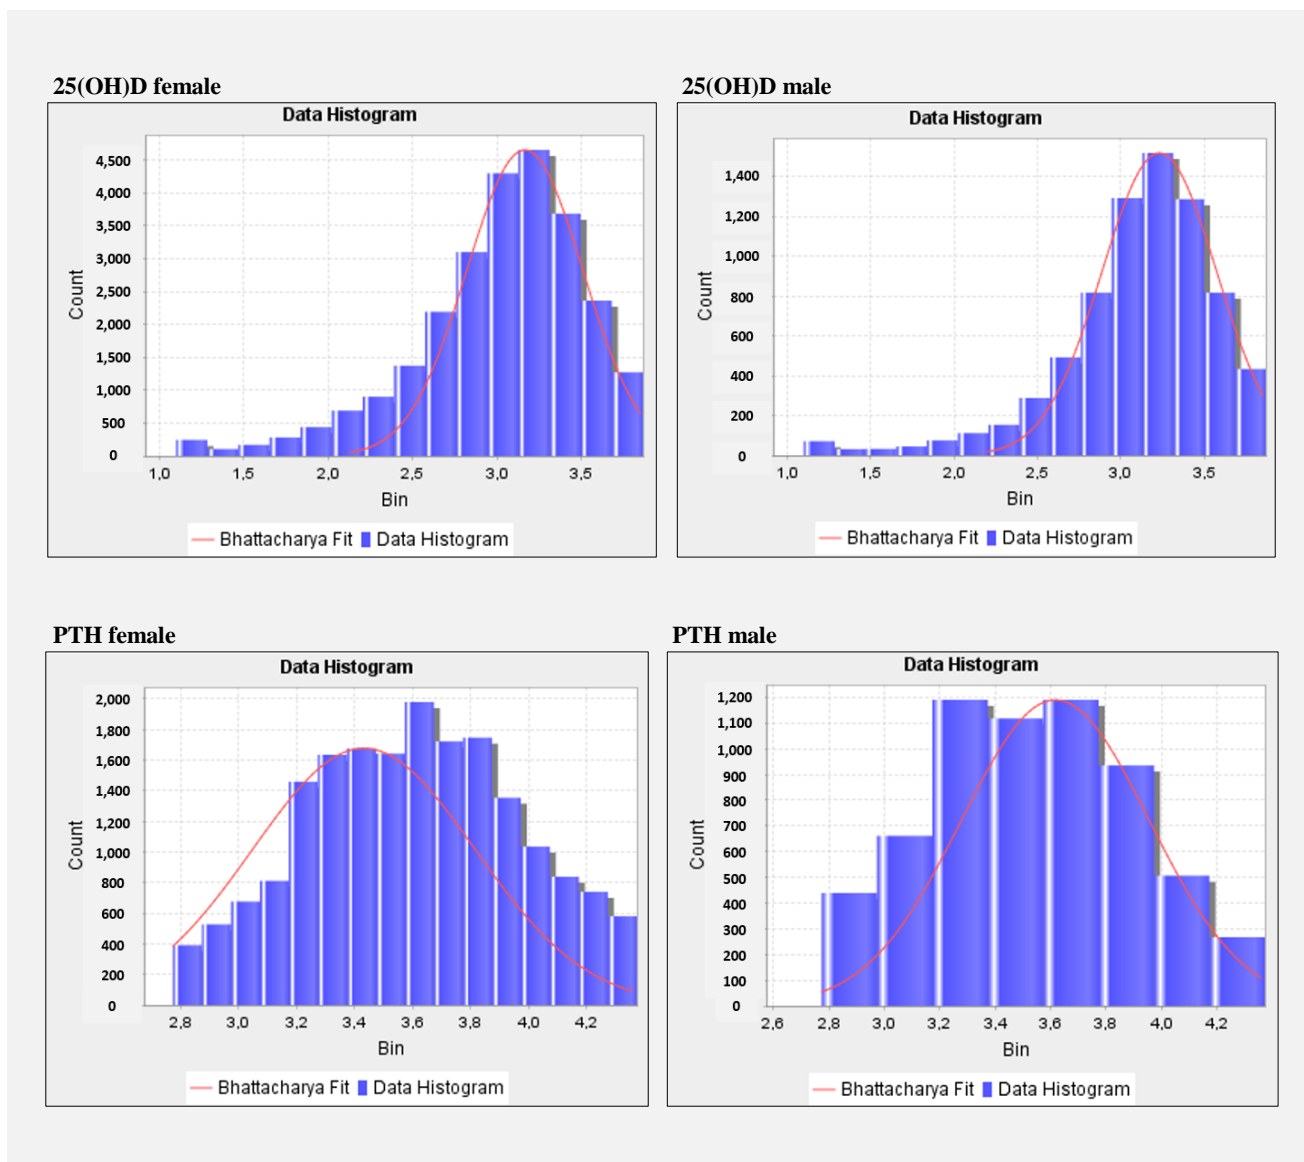 25(OH)D female
Data Histogram
4,500
4,000
3,500
3,000
2,500
2,000
1,500
1,000
500
0
Count
1,0 1,5 2,0 2,5 3,0 3,5
Bin
Bhattacharya Fit Data Histogram
25(OH)D male
Data Histogram
1,400
1,200
1,000
800
600
400
200
0
Count
1,0 1,5 2,0 2,5 3,0 3,5
Bin
Bhattacharya Fit Data Histogram
PTH female
Data Histogram
2,000
1,800
1,600
1,400
1,200
1,000
800
600
400
200
0
Count
2,8 3,0 3,2 3,4 3,6 3,8 4,0 4,2
Bin
Bhattacharya Fit Data Histogram
PTH male
Data Histogram
1,200
1,100
1,000
900
800
700
600
500
400
300
200
100
0
Count
2,6 2,8 3,0 3,2 3,4 3,6 3,8 4,0 4,2
Bin
Bhattacharya Fit Data Histogram